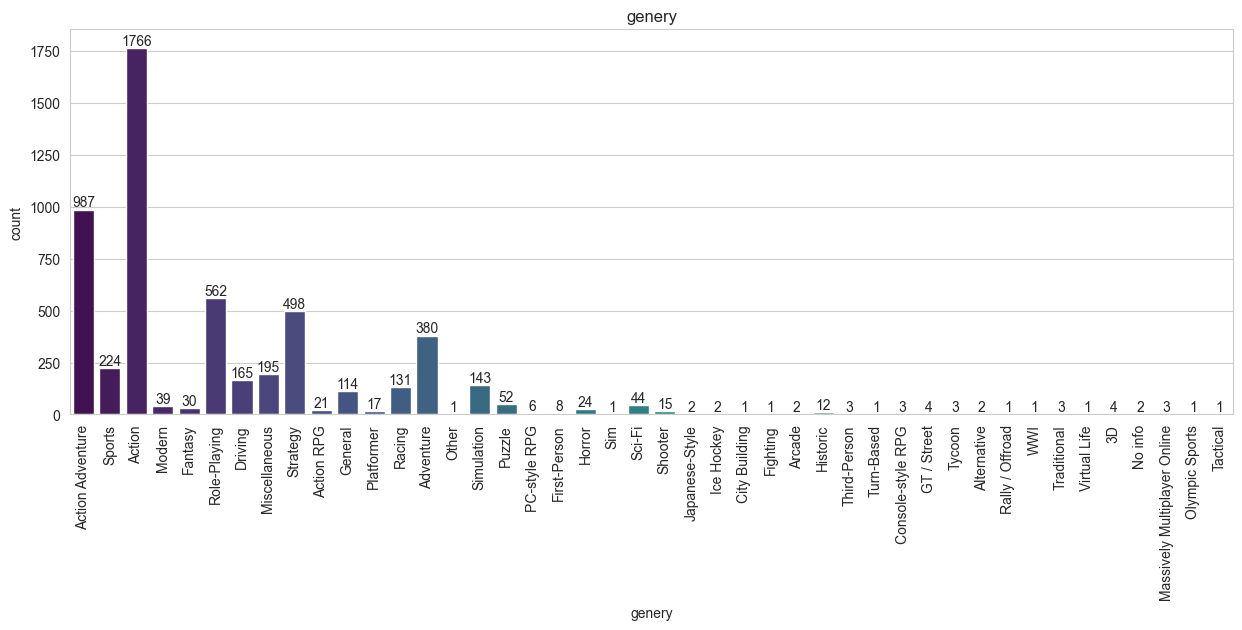 genery
1766
1750
1500
1250
1000
750
500
250
0
count
987
224
39
30
562
165
195
498
21
114
17
131
380
1
143
52
6
8
24
1
44
15
2
2
1
1
2
12
3
1
3
4
3
2
1
1
3
1
4
2
3
1
1
Action Adventure
Sports
Action
Modern
Fantasy
Role-Playing
Driving
Miscellaneous
Strategy
Action RPG
General
Platformer
Racing
Adventure
Other
Simulation
Puzzle
PC-style RPG
First-Person
Horror
Sim
Sci-Fi
Shooter
Japanese-Style
Ice Hockey
City Building
Fighting
Arcade
Historic
Third-Person
Turn-Based
Console-style RPG
GT / Street
Tycoon
Alternative
Rally / Offroad
WWI
Traditional
Virtual Life
3D
No info
Massively Multiplayer Online
Olympic Sports
Tactical
genery